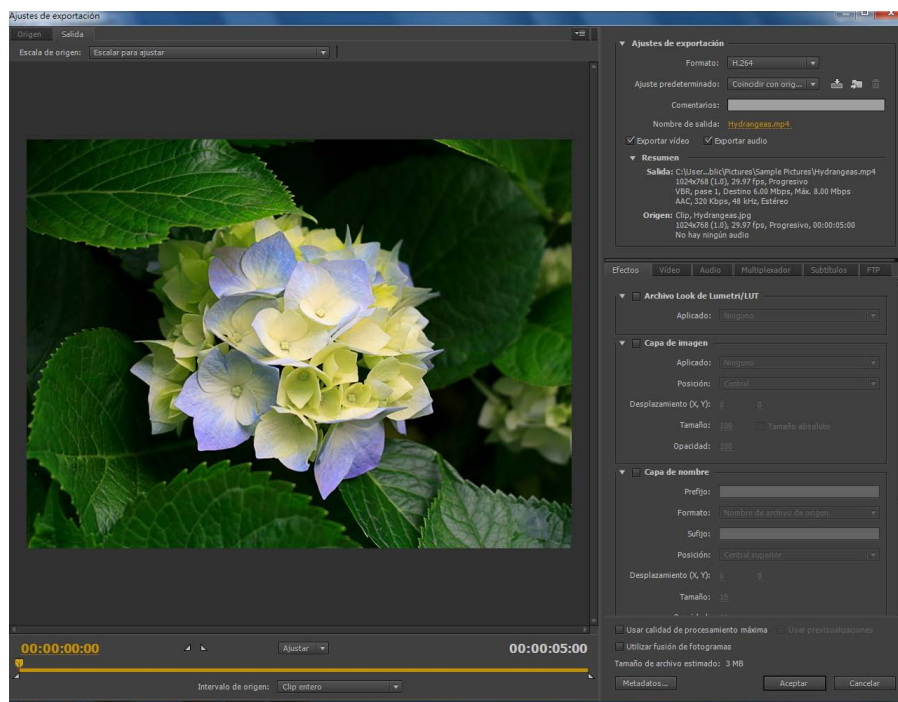 Ajustes de exportación
Origen Salida
Escala de origen: Escalar para ajustar
00:00:00:00 Ajustar 00:00:05:00
Intervalo de origen: Clip entero
Ajustes de exportación
Formato: H.264
Ajuste predeterminado: Coincidir con orig...
Comentarios:
Nombre de salida: Hydrangeas.mp4
Exportar vídeo Exportar audio
Resumen
Salida: C:\User...blic\Pictures\Sample Pictures\Hydrangeas.mp4
1024x768 (1.0), 29.97 fps, Progresivo
VBR, pase 1, Destino 6.00 Mbps, Máx. 8.00 Mbps
AAC, 320 Kbps, 48 kHz, Estéreo
Origen: Clip, Hydrangeas.jpg
1024x768 (1.0), 29.97 fps, Progresivo, 00:00:05:00
No hay ningún audio
Efectos Vídeo Audio Multiplexador Subtítulos FTP
Archivo Look de Lumetri/LUT
Aplicado: Ninguno
Capa de imagen
Aplicado: Ninguno
Posición: Central
Desplazamiento (X, Y): 0 0
Tamaño: 100 Tamaño absoluto
Opacidad: 100
Capa de nombre
Prefijo:
Formato: Nombre de archivo de origen
Sufijo:
Posición: Central superior
Desplazamiento (X, Y): 0 0
Tamaño: 15
Usar calidad de procesamiento máxima Usar previsualizaciones
Utilizar fusión de fotogramas
Tamaño de archivo estimado: 3 MB
Metadatos... Aceptar Cancelar